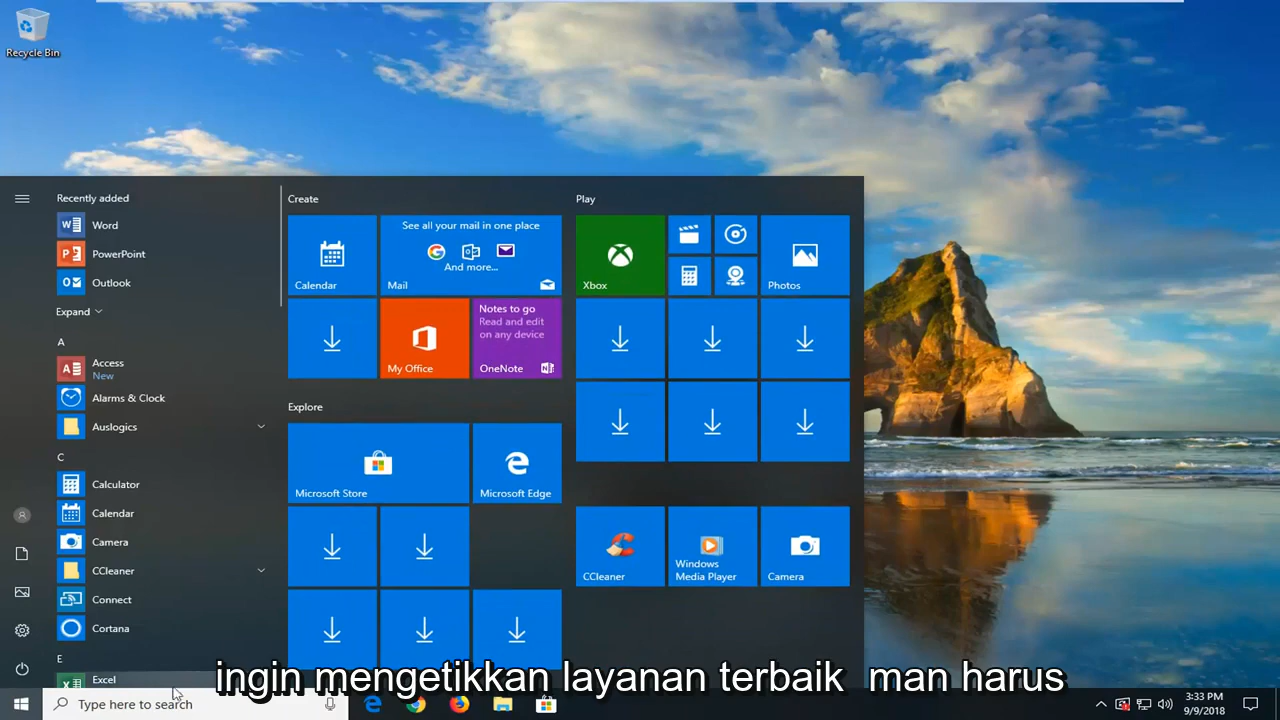 Recycle Bin
Recently added
Word
PowerPoint
Outlook
Expand
A
Access
New
Alarms & Clock
Auslogics
C
Calculator
Calendar
Camera
CCleaner
Connect
Cortana
E
Excel
Create
Calendar
See all your mail in one place
And more...
Mail
My Office
Notes to go
Read and edit
on any device
OneNote
Explore
Microsoft Store
Microsoft Edge
Play
Xbox
Photos
CCleaner
Windows
Media Player
Camera
ingin mengetikkan layanan terbaik man harus
Type here to search
3:33 PM
9/9/2018